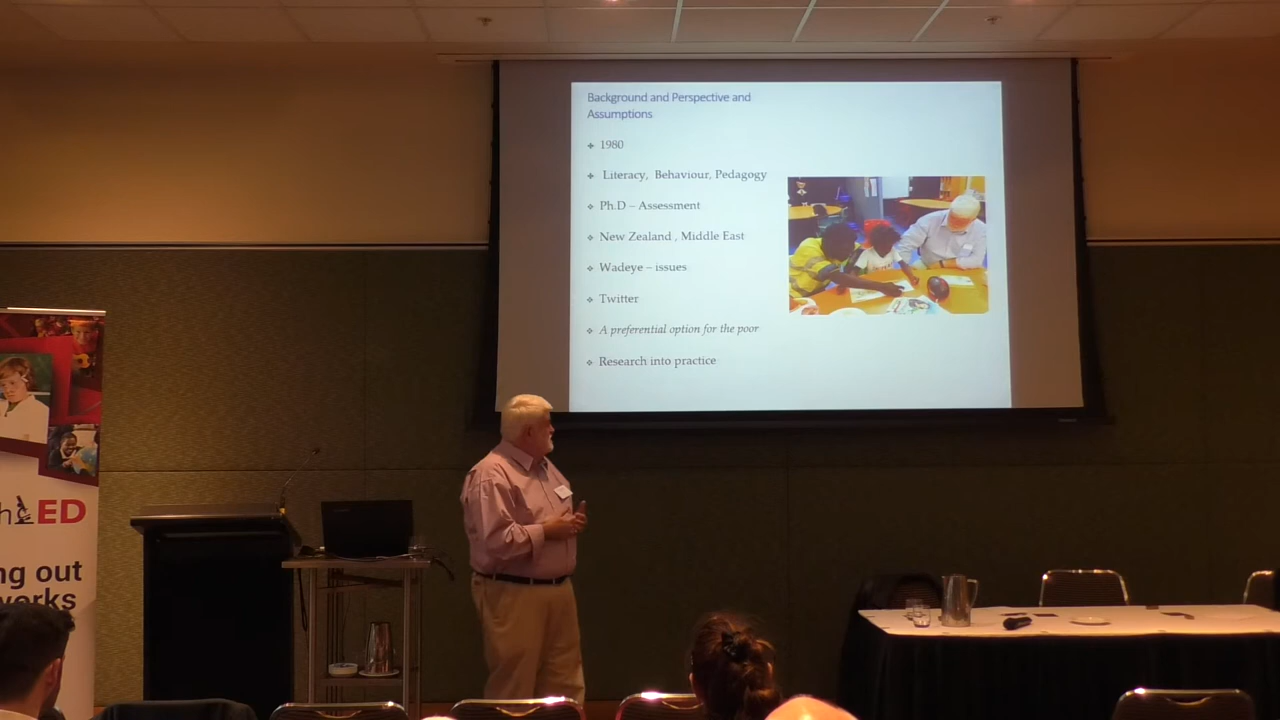 Background and Perspective and
Assumptions
1980
Literacy, Behaviour, Pedagogy
Ph.D – Assessment
New Zealand , Middle East
Wadeye – issues
Twitter
A preferential option for the poor
Research into practice
h ED
ng out
works